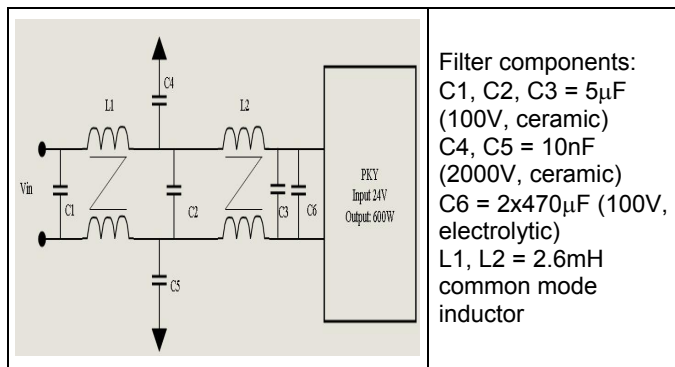 C4
L1
L2
Vin
C1
C2
C3
C6
PKY
Input 24V
Output: 600W
C5
Filter components:
C1, C2, C3 = 5μF
(100V, ceramic)
C4, C5 = 10nF
(2000V, ceramic)
C6 = 2x470μF (100V,
electrolytic)
L1, L2 = 2.6mH
common mode
inductor